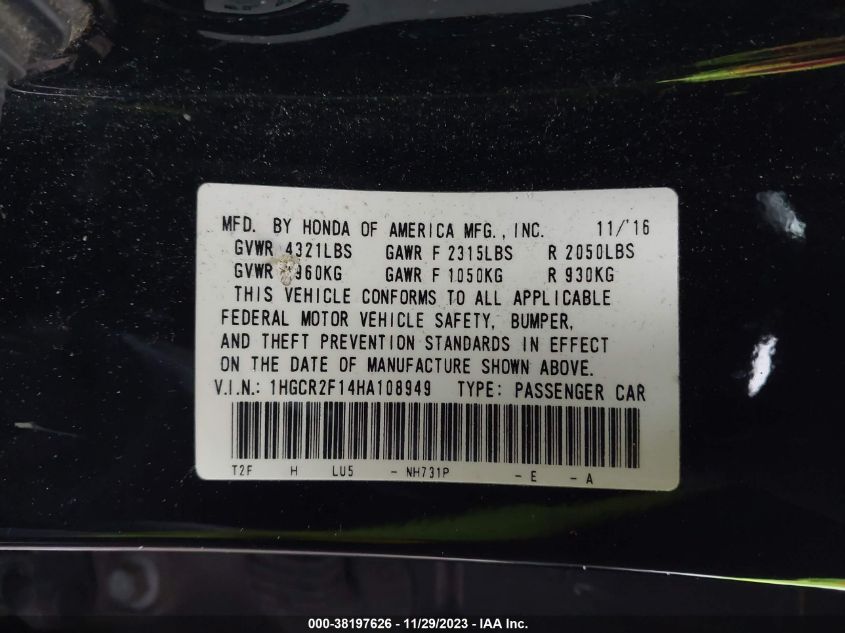 MFD. BY HONDA OF AMERICA MFG., INC. 11/'16
GVWR 4321LBS GAWR F 2315LBS R 2050LBS
GVWR 960KG GAWR F 1050KG R 930KG
THIS VEHICLE CONFORMS TO ALL APPLICABLE
FEDERAL MOTOR VEHICLE SAFETY, BUMPER,
AND THEFT PREVENTION STANDARDS IN EFFECT
ON THE DATE OF MANUFACTURE SHOWN ABOVE.
V.I.N.: 1HGCR2F14HA108949 TYPE: PASSENGER CAR
T2F H LU5 - NH731P - E - A
000-38197626 - 11/29/2023 - IAA Inc.